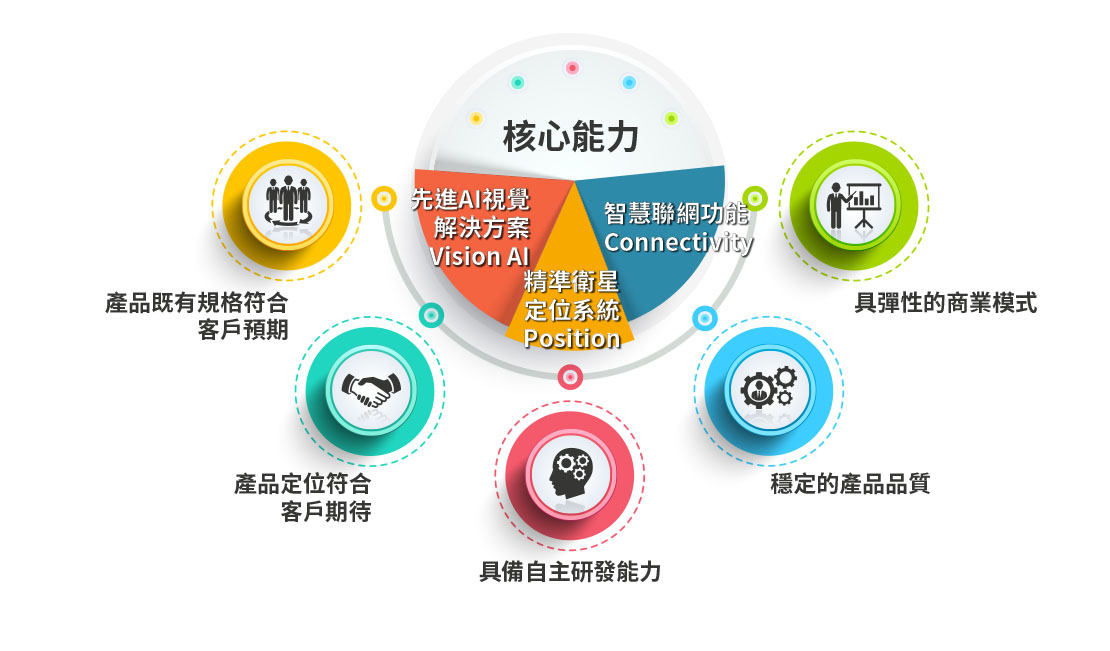 核心能力
先進AI視覺
解決方案
Vision AI
精準衛星
定位系統
Position
智慧聯網功能
Connectivity
產品既有規格符合
客戶預期
產品定位符合
客戶期待
具備自主研發能力
穩定的產品品質
具彈性的商業模式